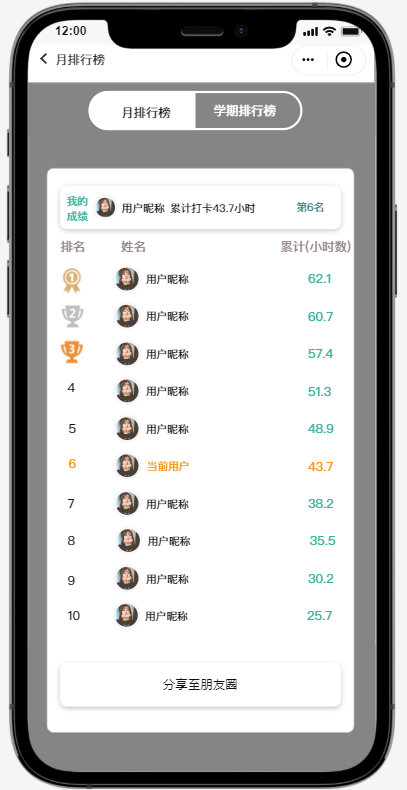 12:00
月排行榜
月排行榜 学期排行榜
我的成绩 用户昵称 累计打卡43.7小时 第6名
排名 姓名 累计(小时数)
1 用户昵称 62.1
2 用户昵称 60.7
3 用户昵称 57.4
4 用户昵称 51.3
5 用户昵称 48.9
6 当前用户 43.7
7 用户昵称 38.2
8 用户昵称 35.5
9 用户昵称 30.2
10 用户昵称 25.7
分享至朋友圈